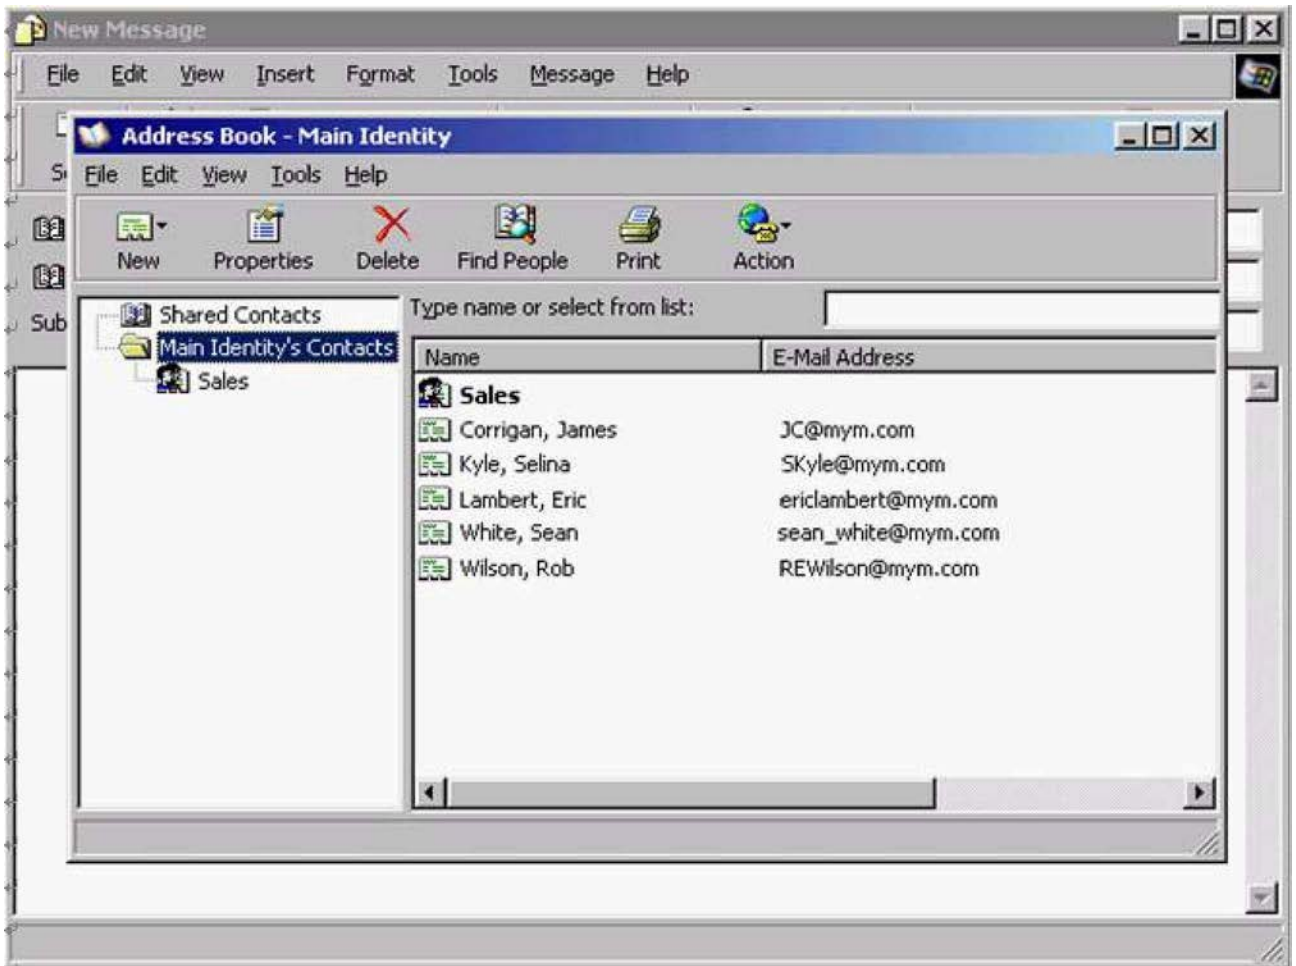 New Message
File Edit View Insert Format Tools Message Help
Address Book - Main Identity
File Edit View Tools Help
New Properties Delete Find People Print Action
Sub
Shared Contacts
Main Identity's Contacts
Sales
Type name or select from list:
Name E-Mail Address
Sales
Corrigan, James JC@mym.com
Kyle, Selina SKyle@mym.com
Lambert, Eric ericlambert@mym.com
White, Sean sean_white@mym.com
Wilson, Rob REWilson@mym.com